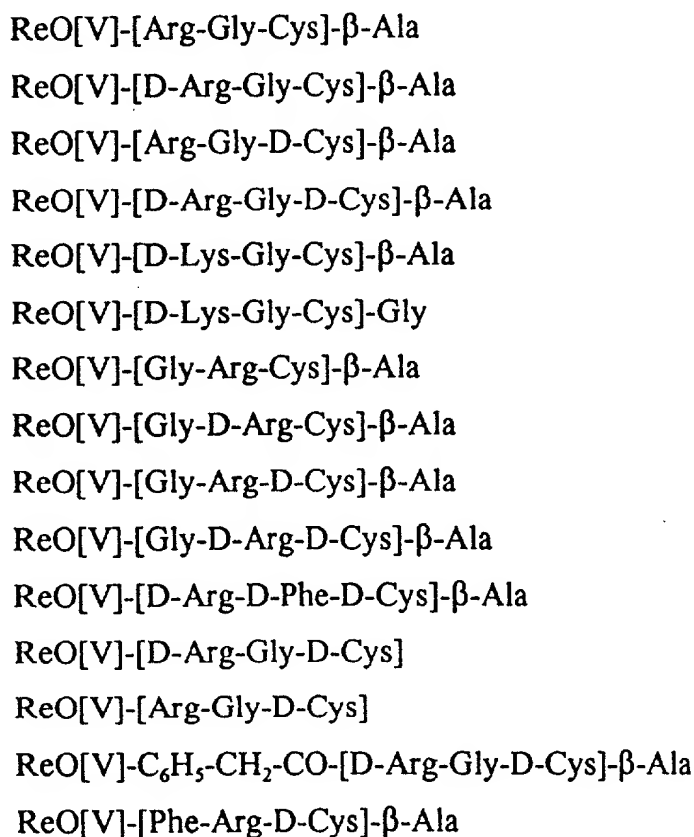 ReO[V]-[Arg-Gly-Cys]-β-Ala
ReO[V]-[D-Arg-Gly-Cys]-β-Ala
ReO[V]-[Arg-Gly-D-Cys]-β-Ala
ReO[V]-[D-Arg-Gly-D-Cys]-β-Ala
ReO[V]-[D-Lys-Gly-Cys]-β-Ala
ReO[V]-[D-Lys-Gly-Cys]-Gly
ReO[V]-[Gly-Arg-Cys]-β-Ala
ReO[V]-[Gly-D-Arg-Cys]-β-Ala
ReO[V]-[Gly-Arg-D-Cys]-β-Ala
ReO[V]-[Gly-D-Arg-D-Cys]-β-Ala
ReO[V]-[D-Arg-D-Phe-D-Cys]-β-Ala
ReO[V]-[D-Arg-Gly-D-Cys]
ReO[V]-[Arg-Gly-D-Cys]
ReO[V]-C₆H₅-CH₂-CO-[D-Arg-Gly-D-Cys]-β-Ala
ReO[V]-[Phe-Arg-D-Cys]-β-Ala